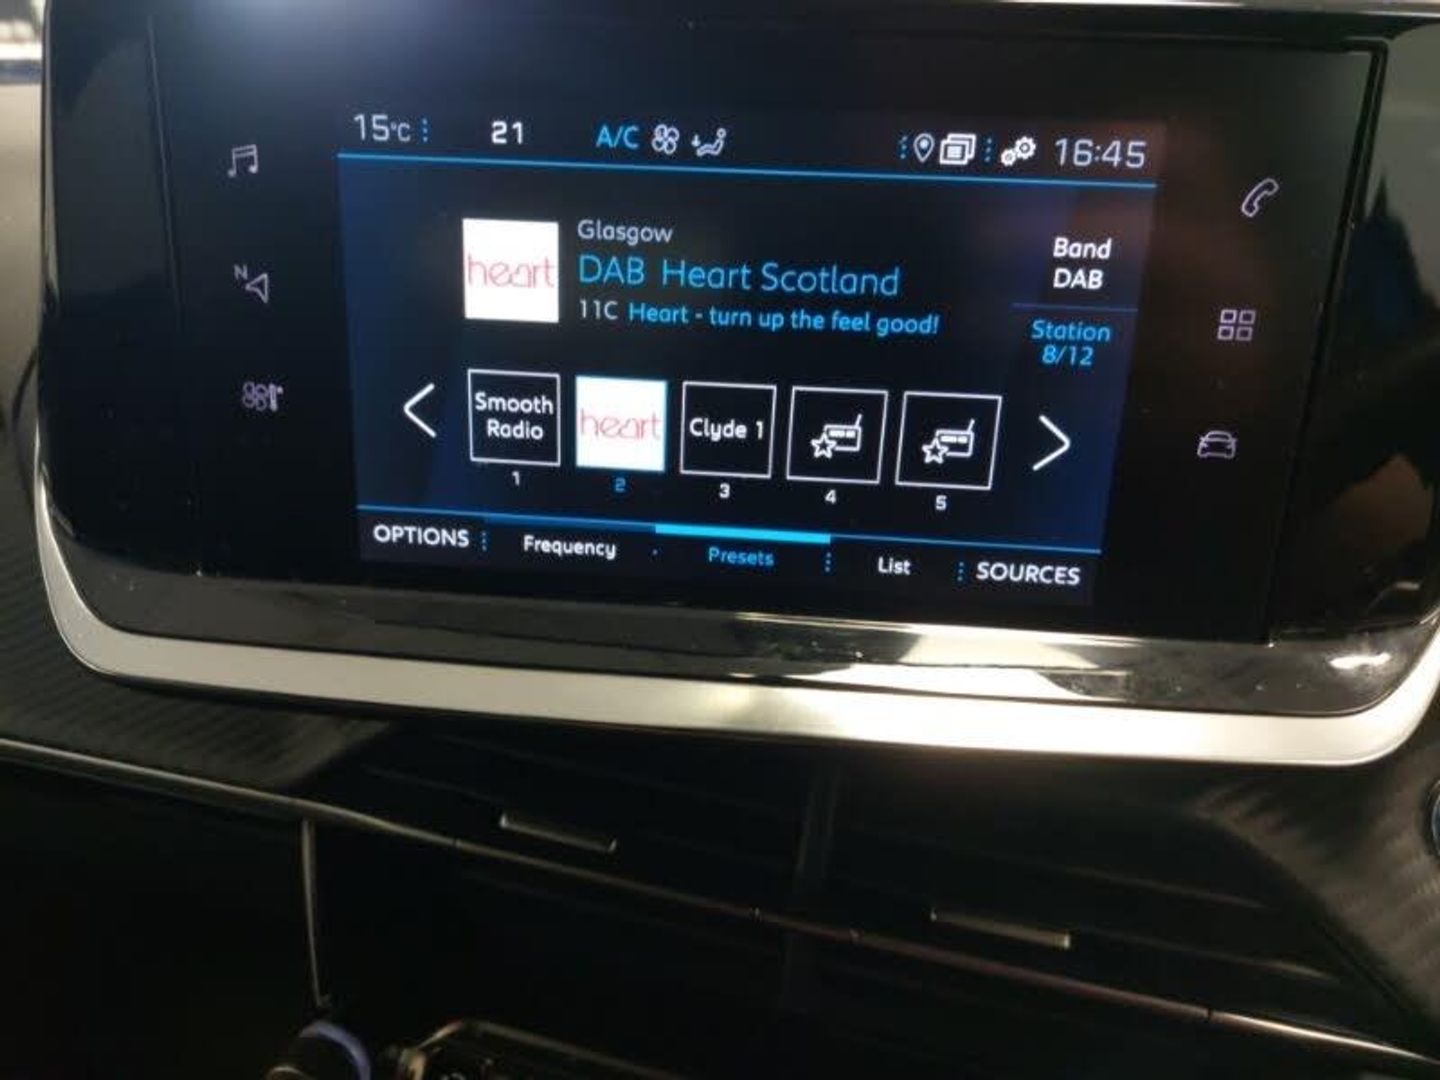 15°C 21 A/C 16:45
N
heart
Glasgow
DAB Heart Scotland
11C Heart - turn up the feel good!
Band
DAB
Station
8/12
Smooth
Radio
1
heart
2
Clyde 1
3
4
5
OPTIONS Frequency Presets List SOURCES